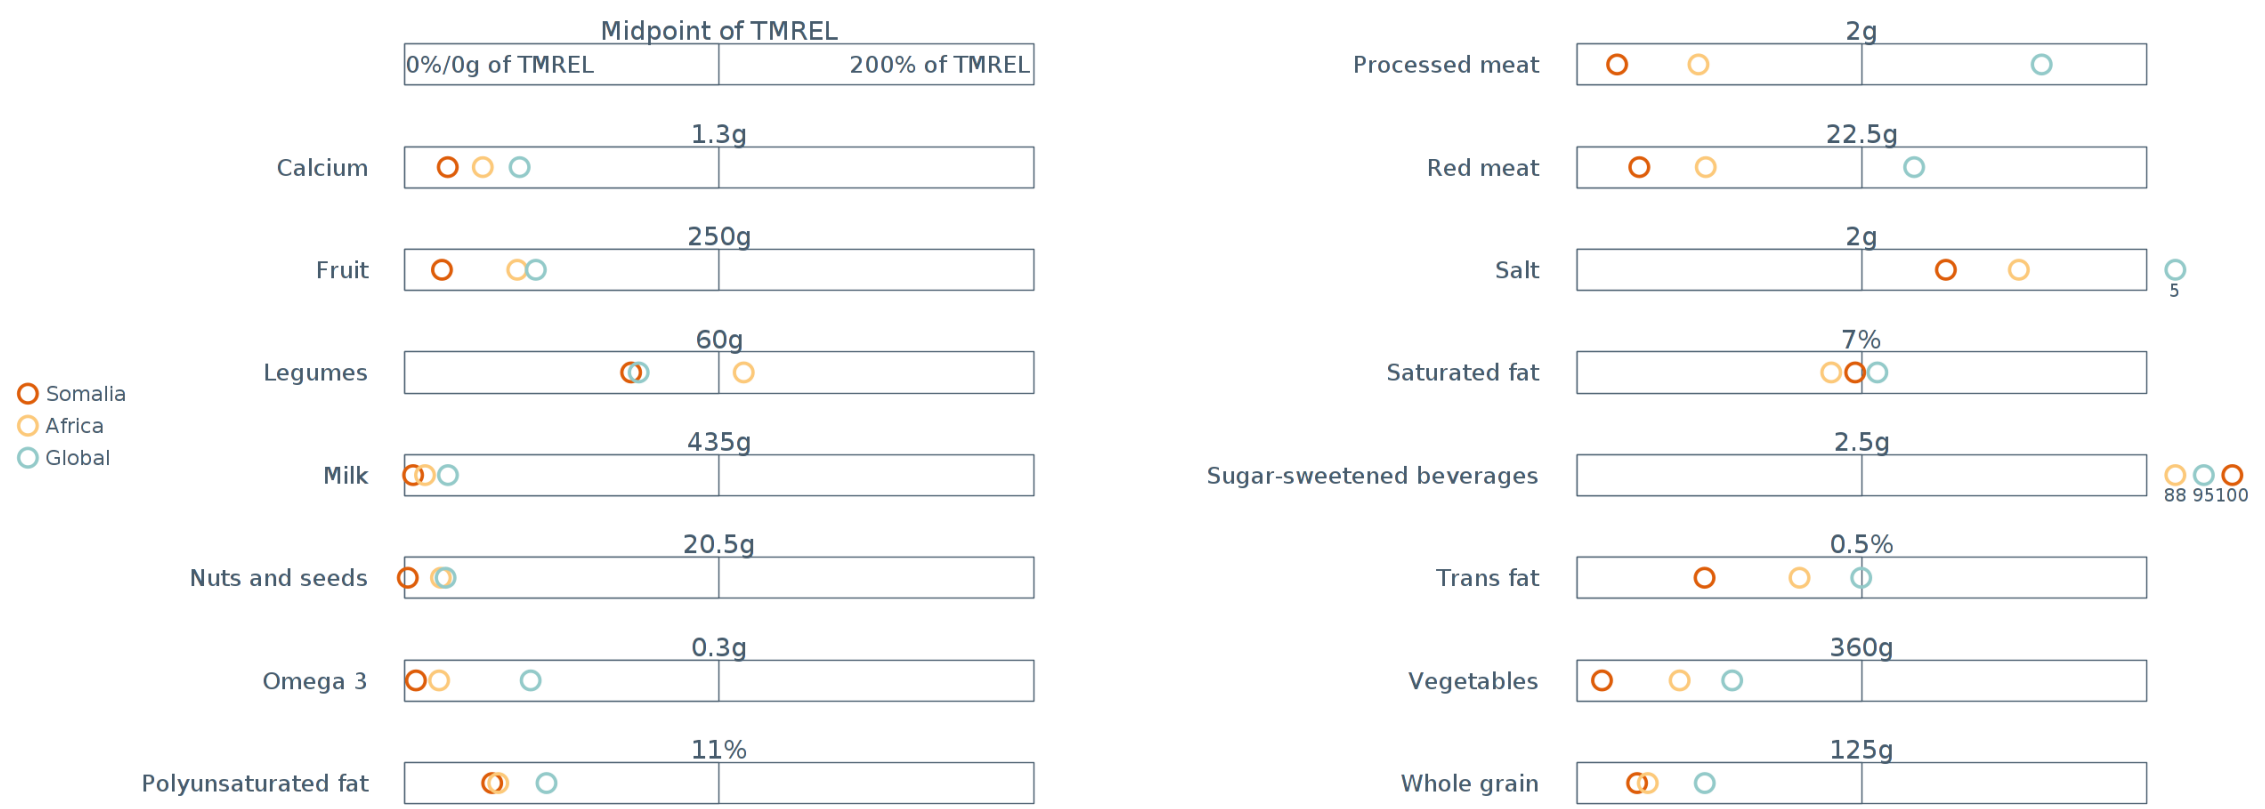 Midpoint of TMREL
0%/0g of TMREL 200% of TMREL
1.3g
Calcium
250g
Fruit
60g
Legumes
435g
Milk
20.5g
Nuts and seeds
0.3g
Omega 3
11%
Polyunsaturated fat
Somalia
Africa
Global
2g
Processed meat
22.5g
Red meat
2g
Salt
5
7%
Saturated fat
2.5g
Sugar-sweetened beverages
88 95 100
0.5%
Trans fat
360g
Vegetables
125g
Whole grain